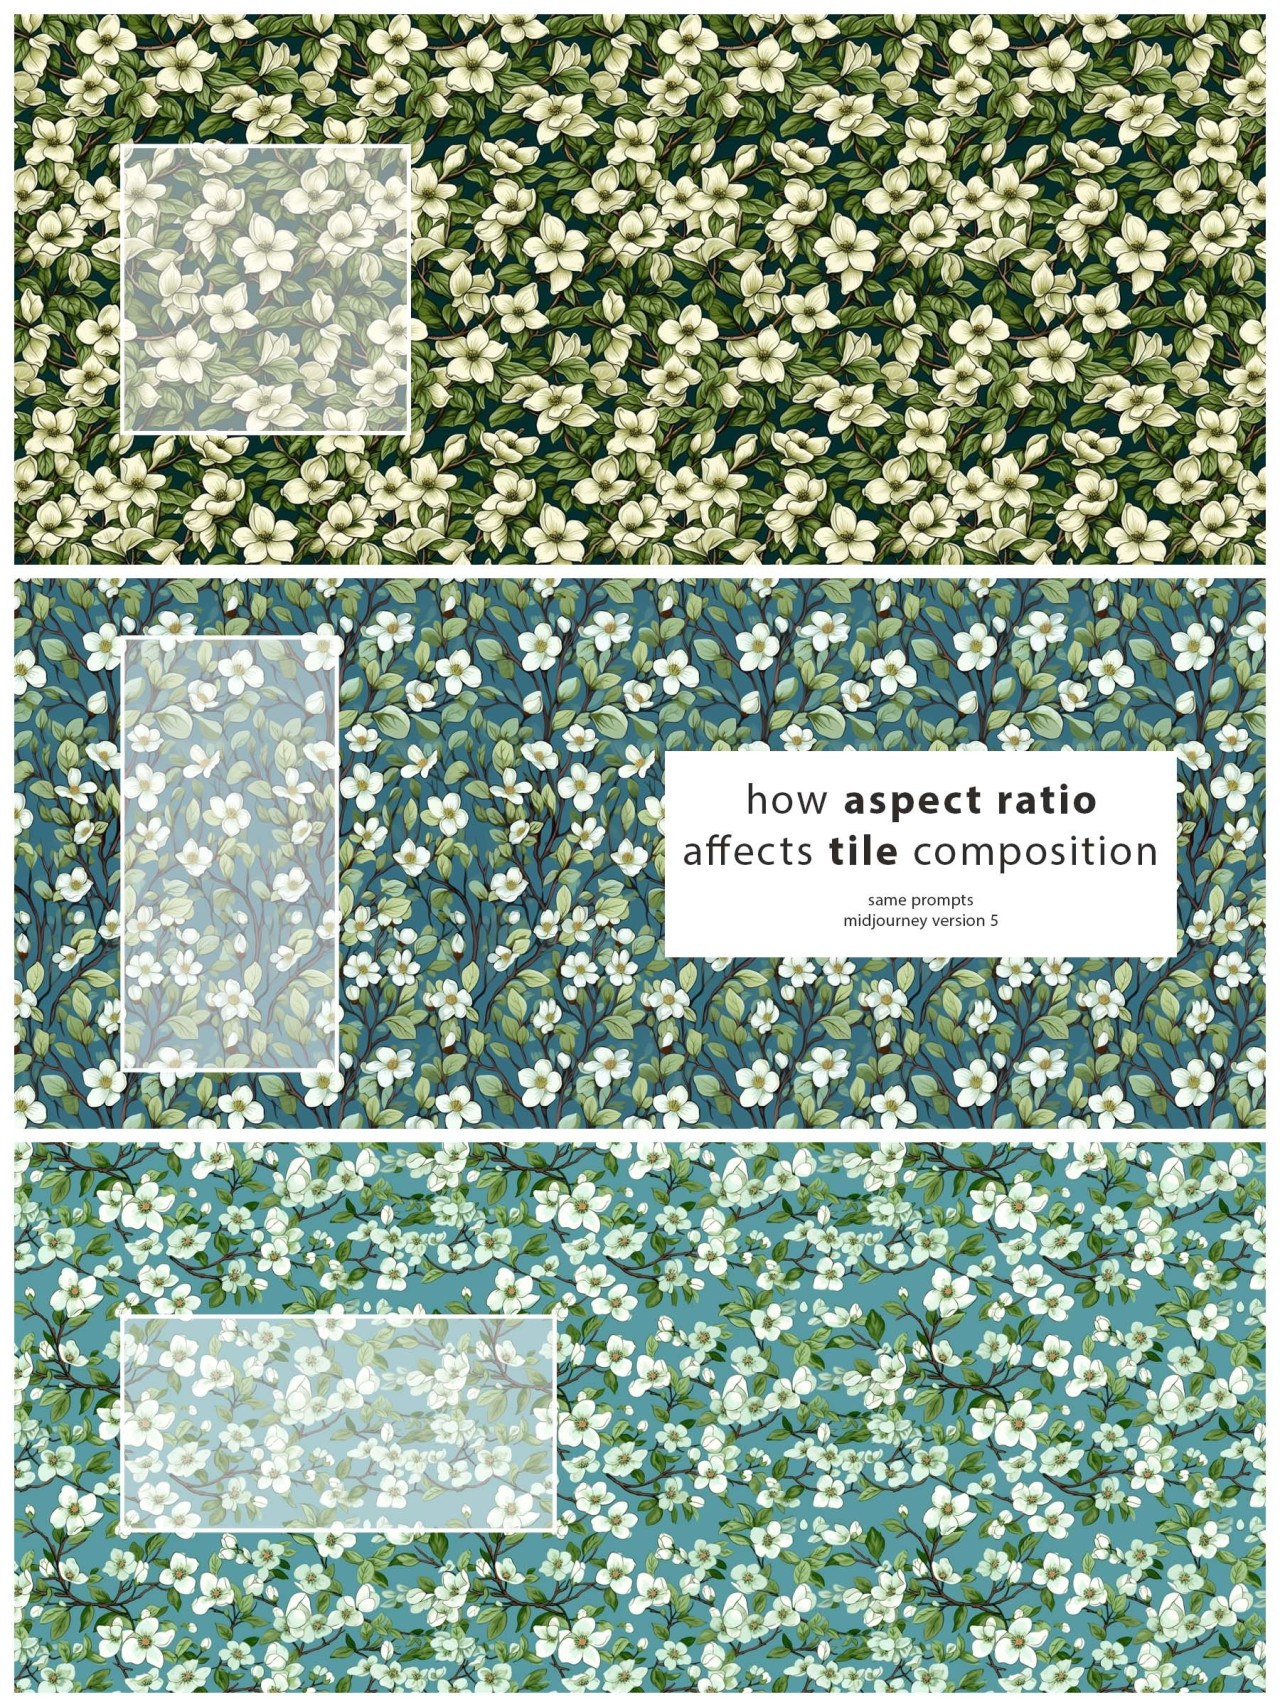 how aspect ratio
affects tile composition
same prompts
midjourney version 5